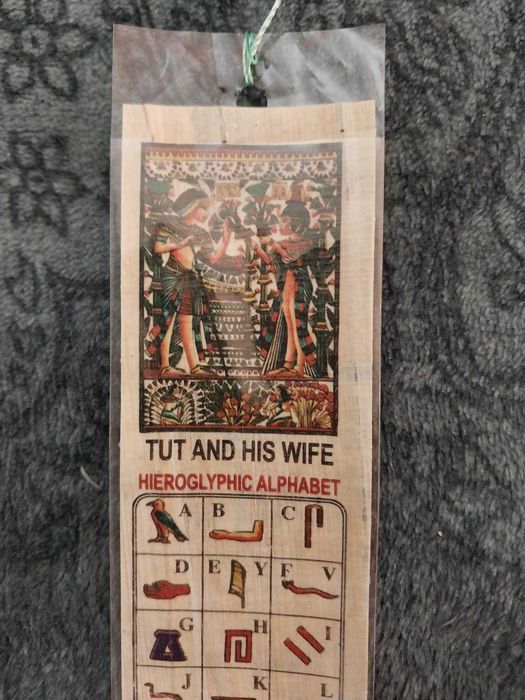 TUT AND HIS WIFE
HIEROGLYPHIC ALPHABET
A B C
D E Y F V
G H I
J K L